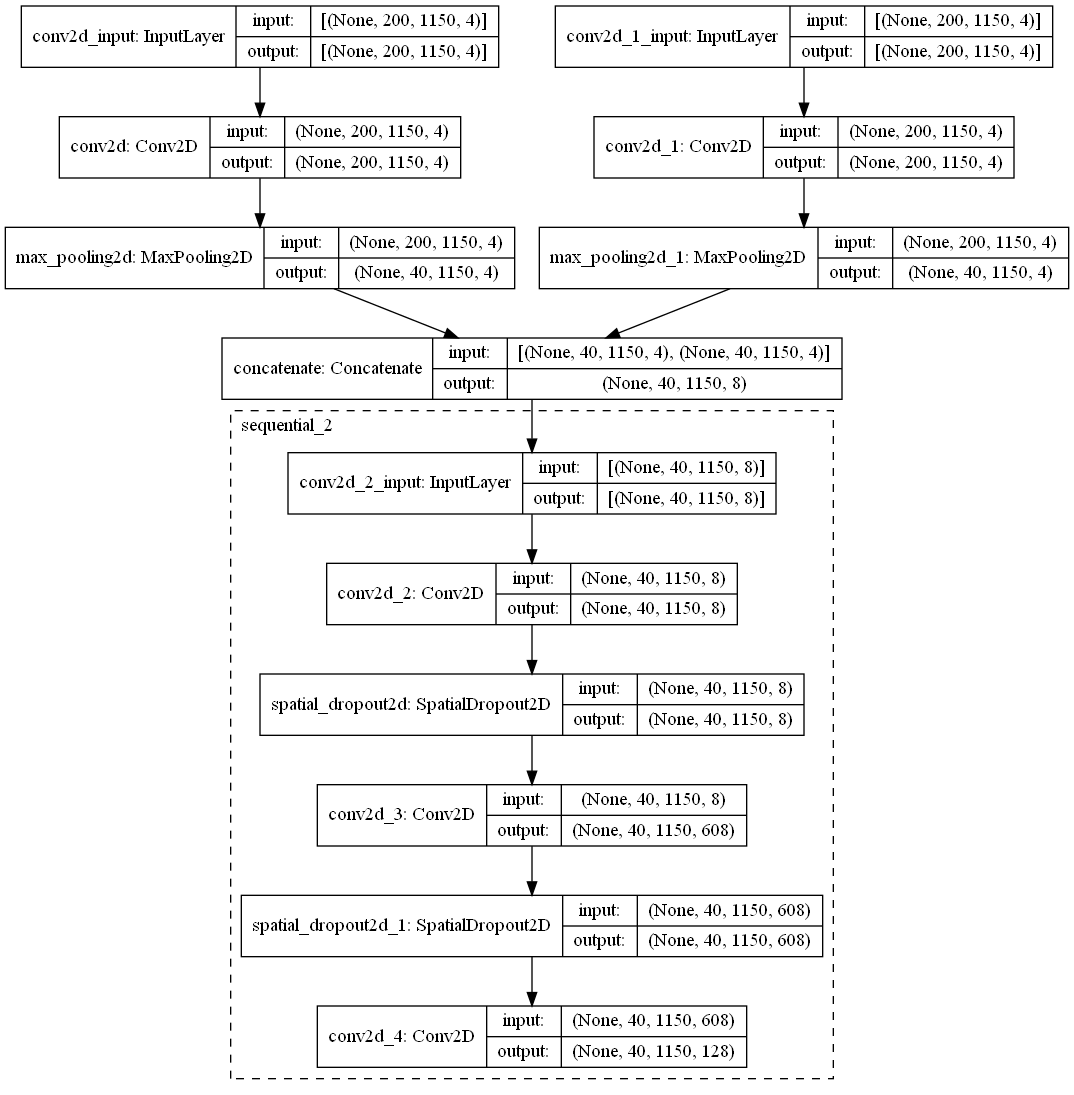 conv2d_input: InputLayer input: [(None, 200, 1150, 4)]
output: [(None, 200, 1150, 4)]
conv2d_1_input: InputLayer input: [(None, 200, 1150, 4)]
output: [(None, 200, 1150, 4)]
conv2d: Conv2D input: (None, 200, 1150, 4)
output: (None, 200, 1150, 4)
conv2d_1: Conv2D input: (None, 200, 1150, 4)
output: (None, 200, 1150, 4)
max_pooling2d: MaxPooling2D input: (None, 200, 1150, 4)
output: (None, 40, 1150, 4)
max_pooling2d_1: MaxPooling2D input: (None, 200, 1150, 4)
output: (None, 40, 1150, 4)
concatenate: Concatenate input: [(None, 40, 1150, 4), (None, 40, 1150, 4)]
output: (None, 40, 1150, 8)
sequential_2
conv2d_2_input: InputLayer input: [(None, 40, 1150, 8)]
output: [(None, 40, 1150, 8)]
conv2d_2: Conv2D input: (None, 40, 1150, 8)
output: (None, 40, 1150, 8)
spatial_dropout2d: SpatialDropout2D input: (None, 40, 1150, 8)
output: (None, 40, 1150, 8)
conv2d_3: Conv2D input: (None, 40, 1150, 8)
output: (None, 40, 1150, 608)
spatial_dropout2d_1: SpatialDropout2D input: (None, 40, 1150, 608)
output: (None, 40, 1150, 608)
conv2d_4: Conv2D input: (None, 40, 1150, 608)
output: (None, 40, 1150, 128)